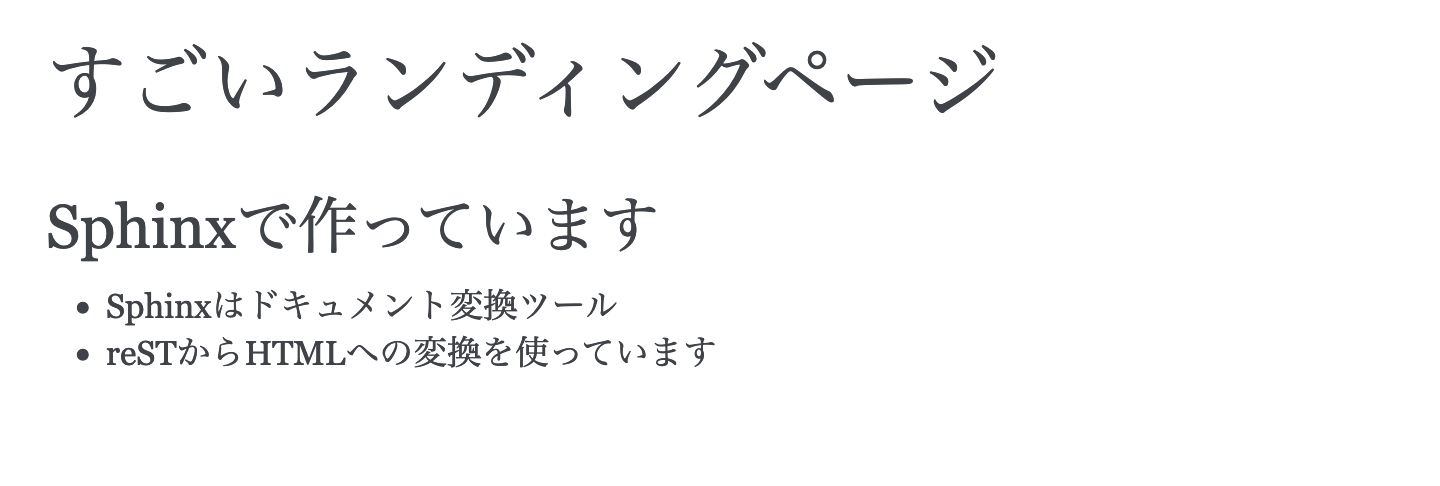 すごいランディングページ
Sphinxで作っています
• Sphinxはドキュメント変換ツール
• reSTからHTMLへの変換を使っています